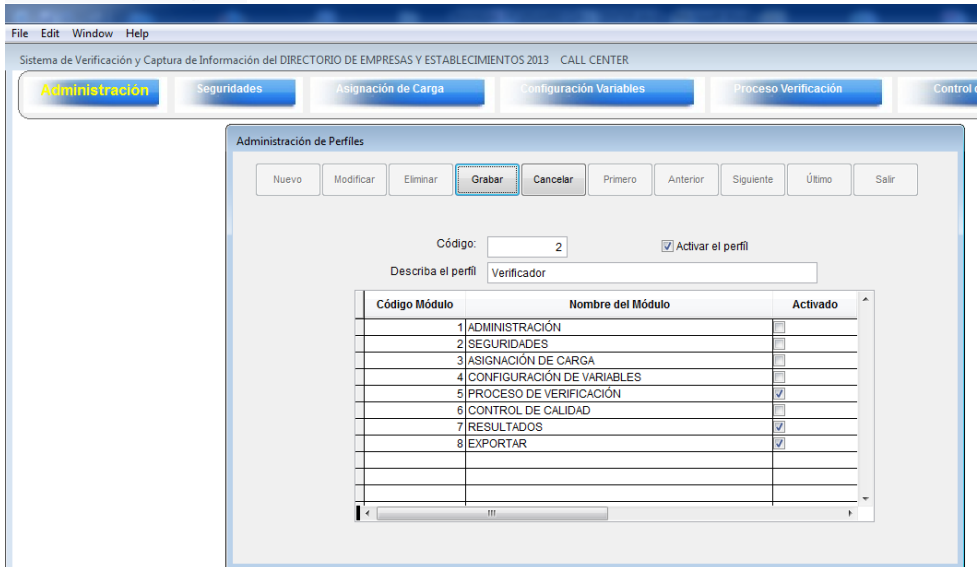 File Edit Window Help
Sistema de Verificación y Captura de Información del DIRECTORIO DE EMPRESAS Y ESTABLECIMIENTOS 2013 CALL CENTER
Administración Seguridades Asignación de Carga Configuración Variables Proceso Verificación Control
Administración de Perfíles
Nuevo Modificar Eliminar Grabar Cancelar Primero Anterior Siguiente Último Salir
Código: 2 Activar el perfíl
Describa el perfíl Verificador
Código Módulo Nombre del Módulo Activado
1 ADMINISTRACIÓN
2 SEGURIDADES
3 ASIGNACIÓN DE CARGA
4 CONFIGURACIÓN DE VARIABLES
5 PROCESO DE VERIFICACIÓN
6 CONTROL DE CALIDAD
7 RESULTADOS
8 EXPORTAR